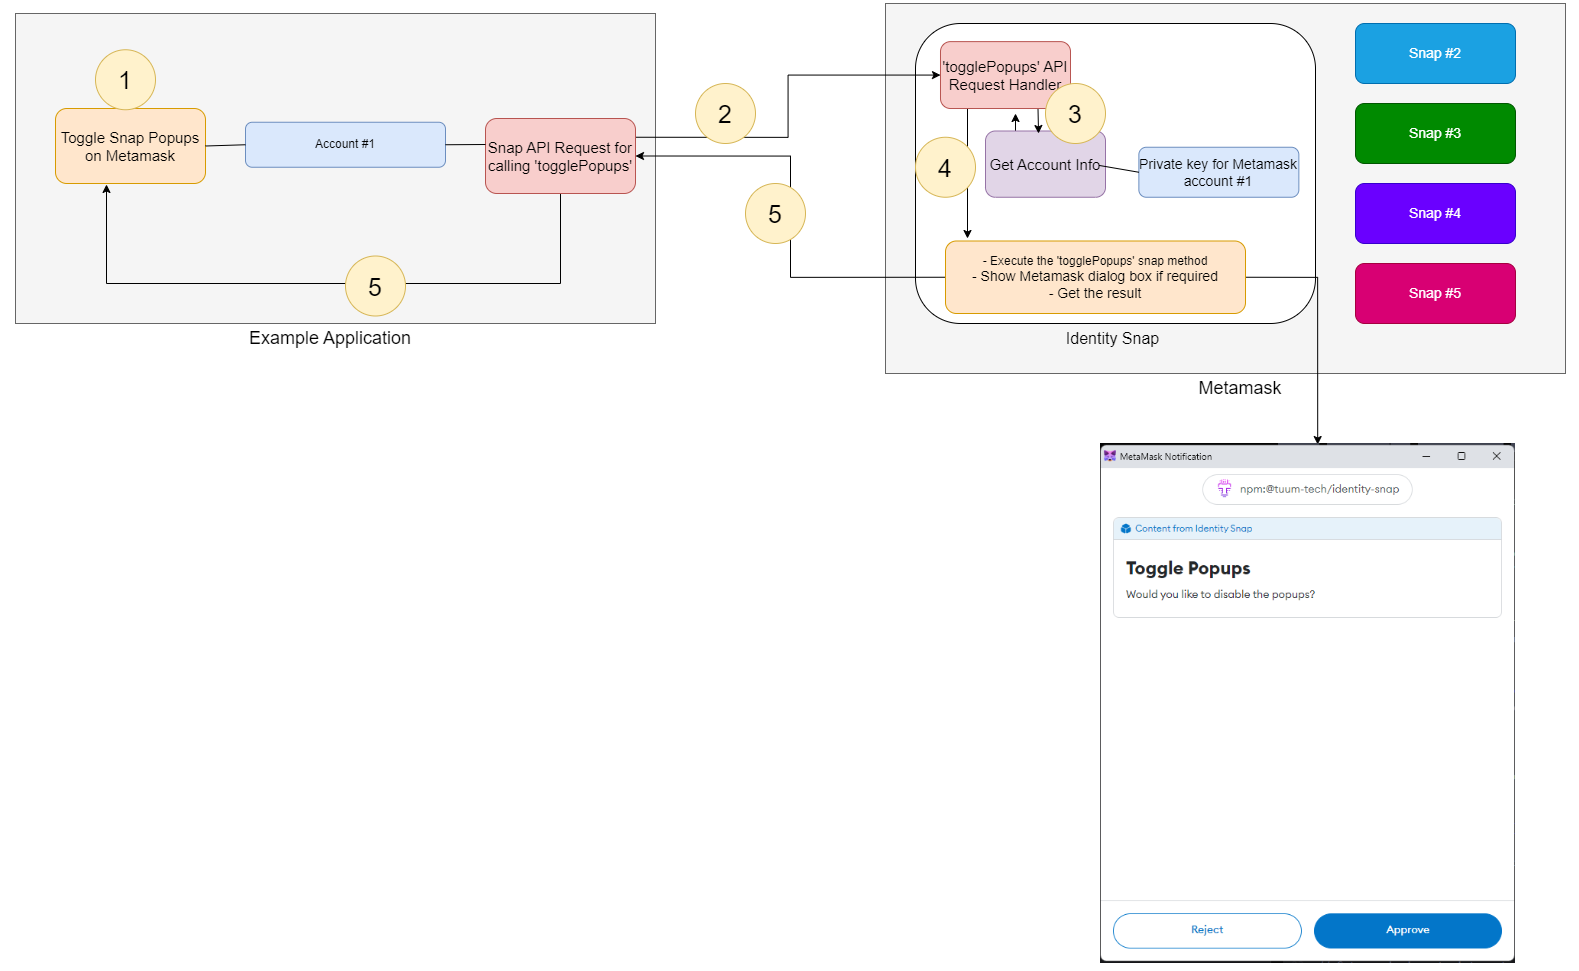 1
Toggle Snap Popups
on Metamask
Account #1
Snap API Request for
calling 'togglePopups'
5
Example Application
2
5
'togglePopups' API
Request Handler
3
4
Get Account Info
Private key for Metamask
account #1
- Execute the 'togglePopups' snap method
- Show Metamask dialog box if required
- Get the result
Identity Snap
Snap #2
Snap #3
Snap #4
Snap #5
Metamask
MetaMask Notification
npm:@tuum-tech/identity-snap
Content from Identity Snap
Toggle Popups
Would you like to disable the popups?
Reject
Approve